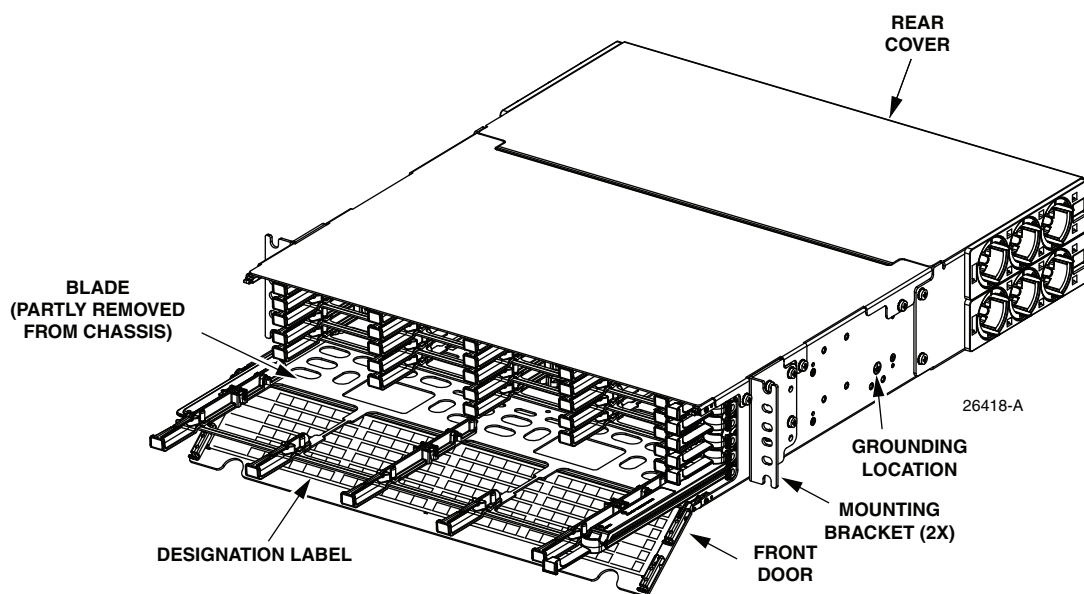 REAR
COVER
BLADE
(PARTLY REMOVED
FROM CHASSIS)
26418-A
GROUNDING
LOCATION
MOUNTING
BRACKET (2X)
DESIGNATION LABEL
FRONT
DOOR